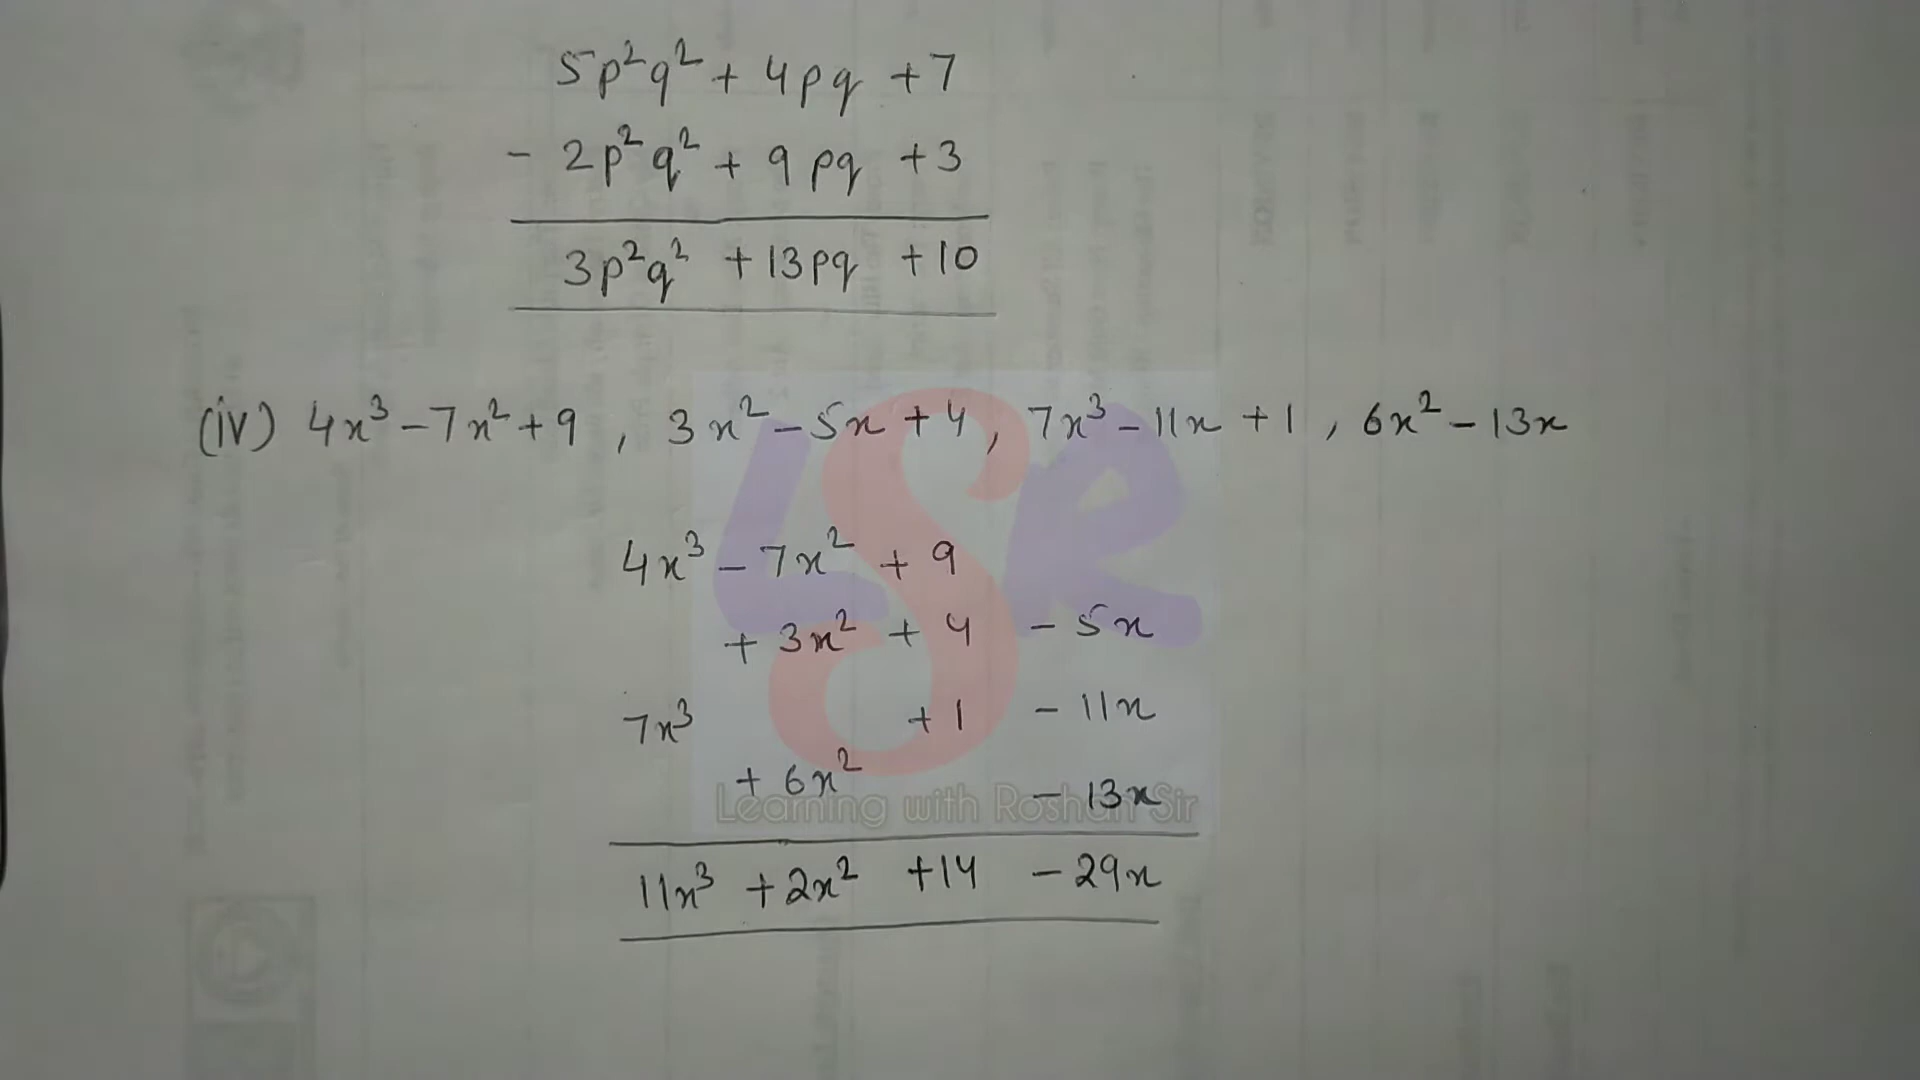 5p²q² + 4pq + 7
- 2p²q² + 9pq + 3
3p²q² + 13pq + 10
(iv) 4x³ - 7x² + 9 , 3x² - 5x + 4 , 7x³ - 11x + 1 , 6x² - 13x
4x³ - 7x² + 9
+ 3x² + 4 - 5x
7x³ + 1 - 11x
+ 6x² - 13x
Learning with Roshan Sir
11x³ + 2x² + 14 - 29x